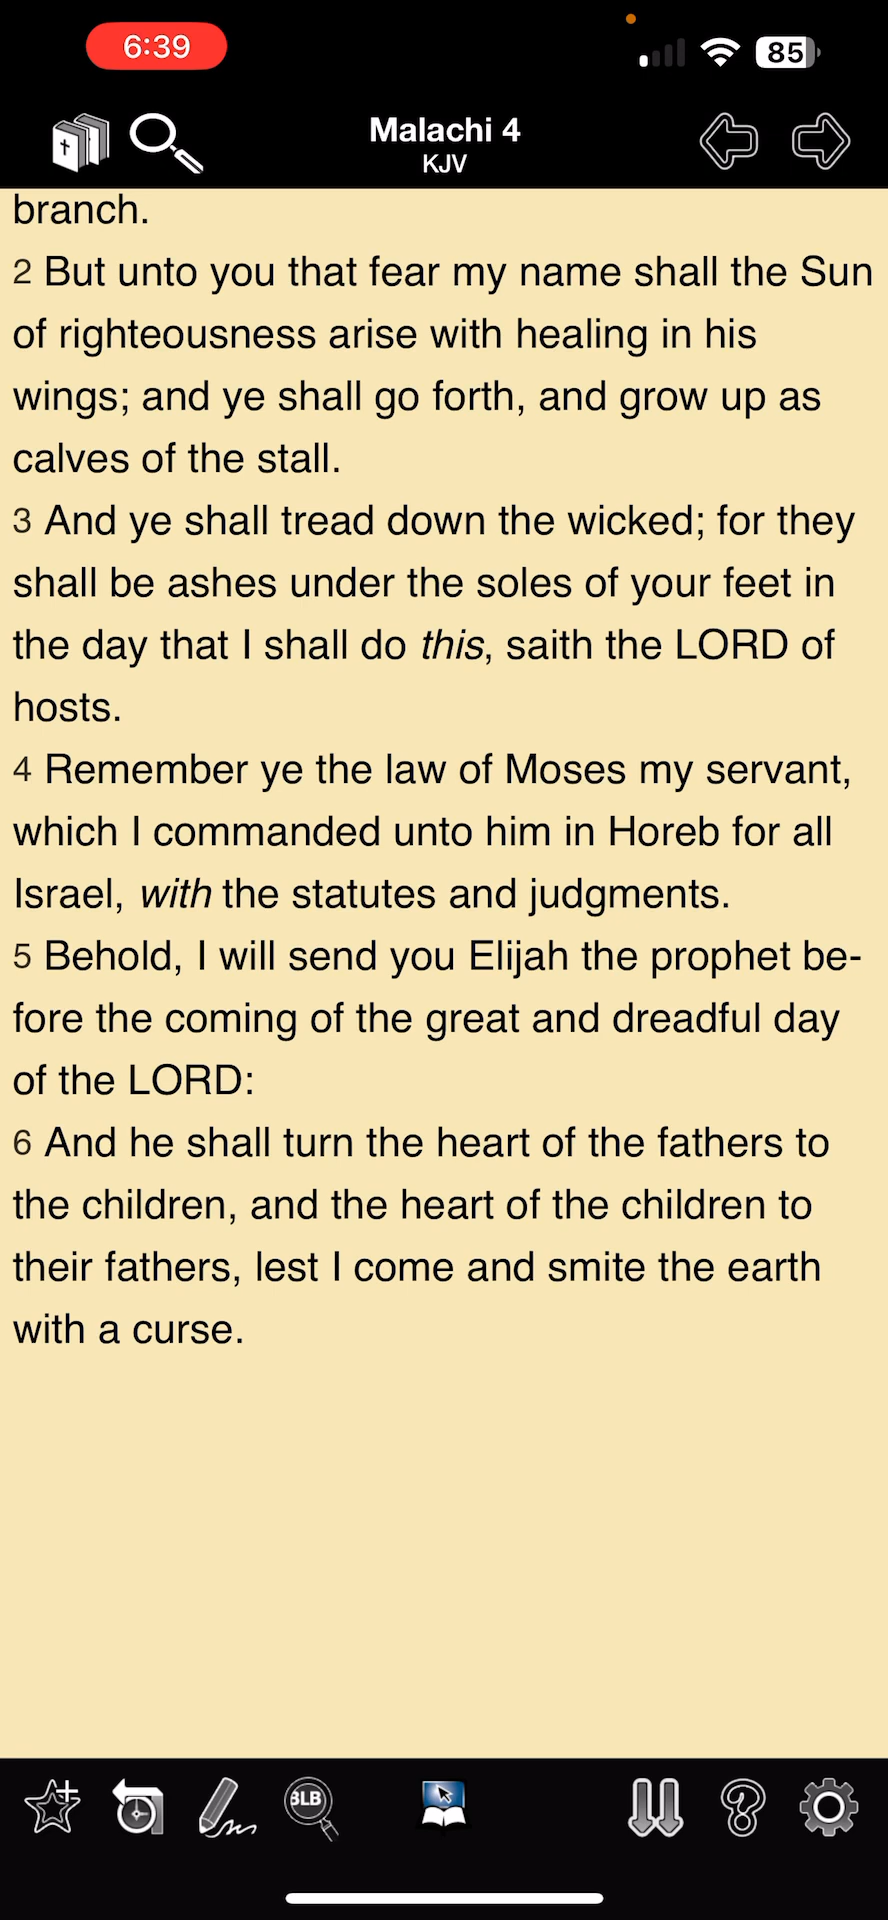 6:39
85
Malachi 4
KJV
branch.
2 But unto you that fear my name shall the Sun
of righteousness arise with healing in his
wings; and ye shall go forth, and grow up as
calves of the stall.
3 And ye shall tread down the wicked; for they
shall be ashes under the soles of your feet in
the day that I shall do this, saith the LORD of
hosts.
4 Remember ye the law of Moses my servant,
which I commanded unto him in Horeb for all
Israel, with the statutes and judgments.
5 Behold, I will send you Elijah the prophet be-
fore the coming of the great and dreadful day
of the LORD:
6 And he shall turn the heart of the fathers to
the children, and the heart of the children to
their fathers, lest I come and smite the earth
with a curse.
BLB